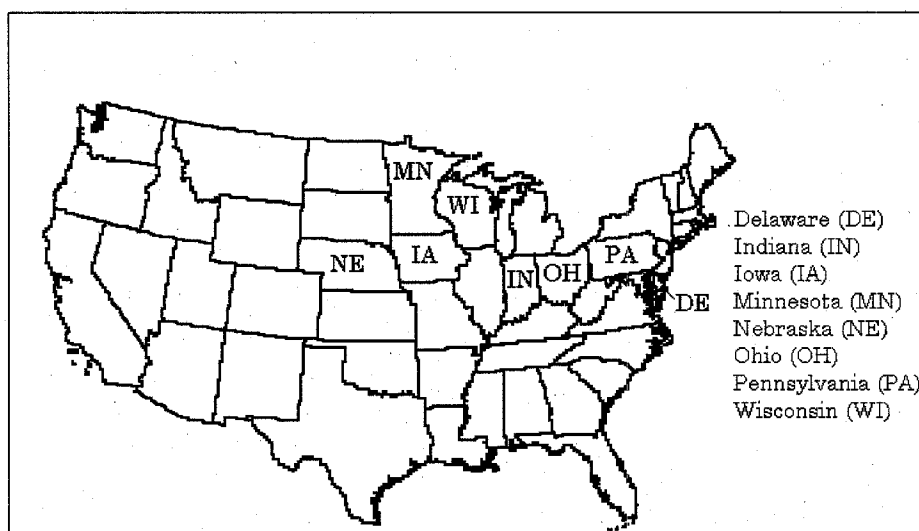 MN
WI
IA
NE
IN
OH
PA
DE
Delaware (DE)
Indiana (IN)
Iowa (IA)
Minnesota (MN)
Nebraska (NE)
Ohio (OH)
Pennsylvania (PA)
Wisconsin (WI)